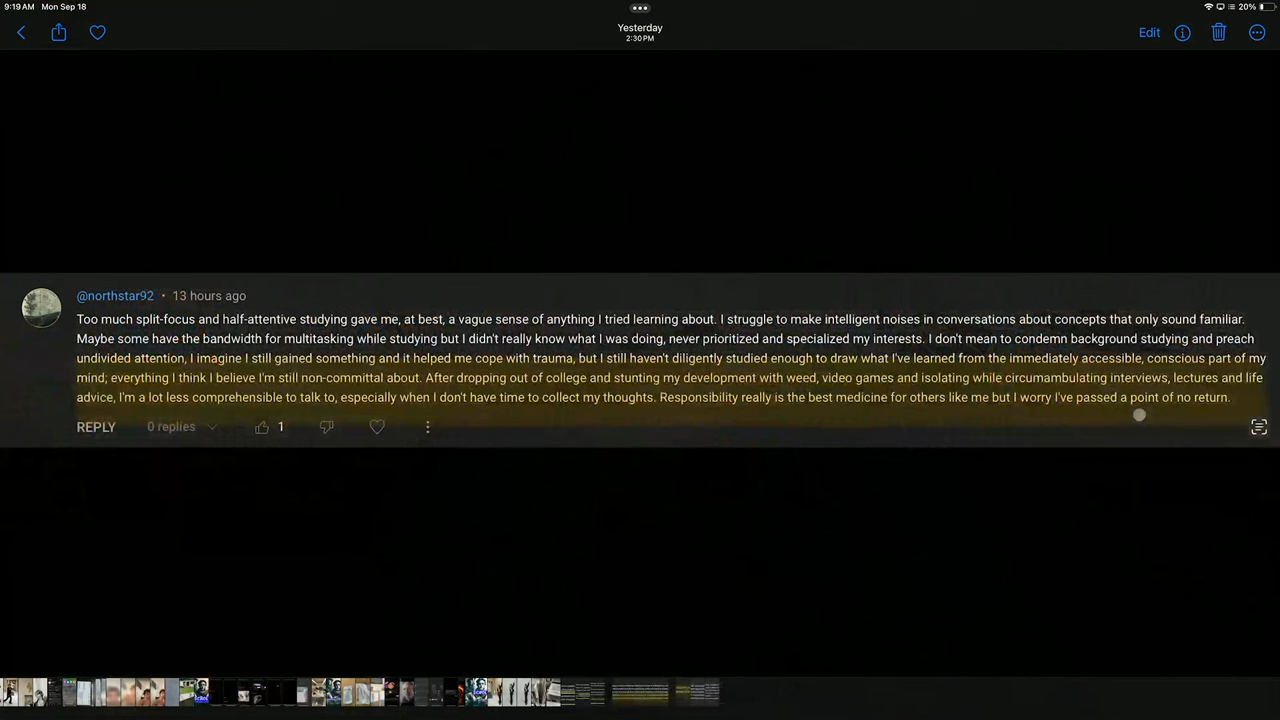 9:19 AM Mon Sep 18
20%
Yesterday
2:30 PM
Edit
@northstar92 • 13 hours ago
Too much split-focus and half-attentive studying gave me, at best, a vague sense of anything I tried learning about. I struggle to make intelligent noises in conversations about concepts that only sound familiar.
Maybe some have the bandwidth for multitasking while studying but I didn't really know what I was doing, never prioritized and specialized my interests. I don't mean to condemn background studying and preach
undivided attention, I imagine I still gained something and it helped me cope with trauma, but I still haven't diligently studied enough to draw what I've learned from the immediately accessible, conscious part of my
mind; everything I think I believe I'm still non-committal about. After dropping out of college and stunting my development with weed, video games and isolating while circumambulating interviews, lectures and life
advice, I'm a lot less comprehensible to talk to, especially when I don't have time to collect my thoughts. Responsibility really is the best medicine for others like me but I worry I've passed a point of no return.
REPLY 0 replies 1